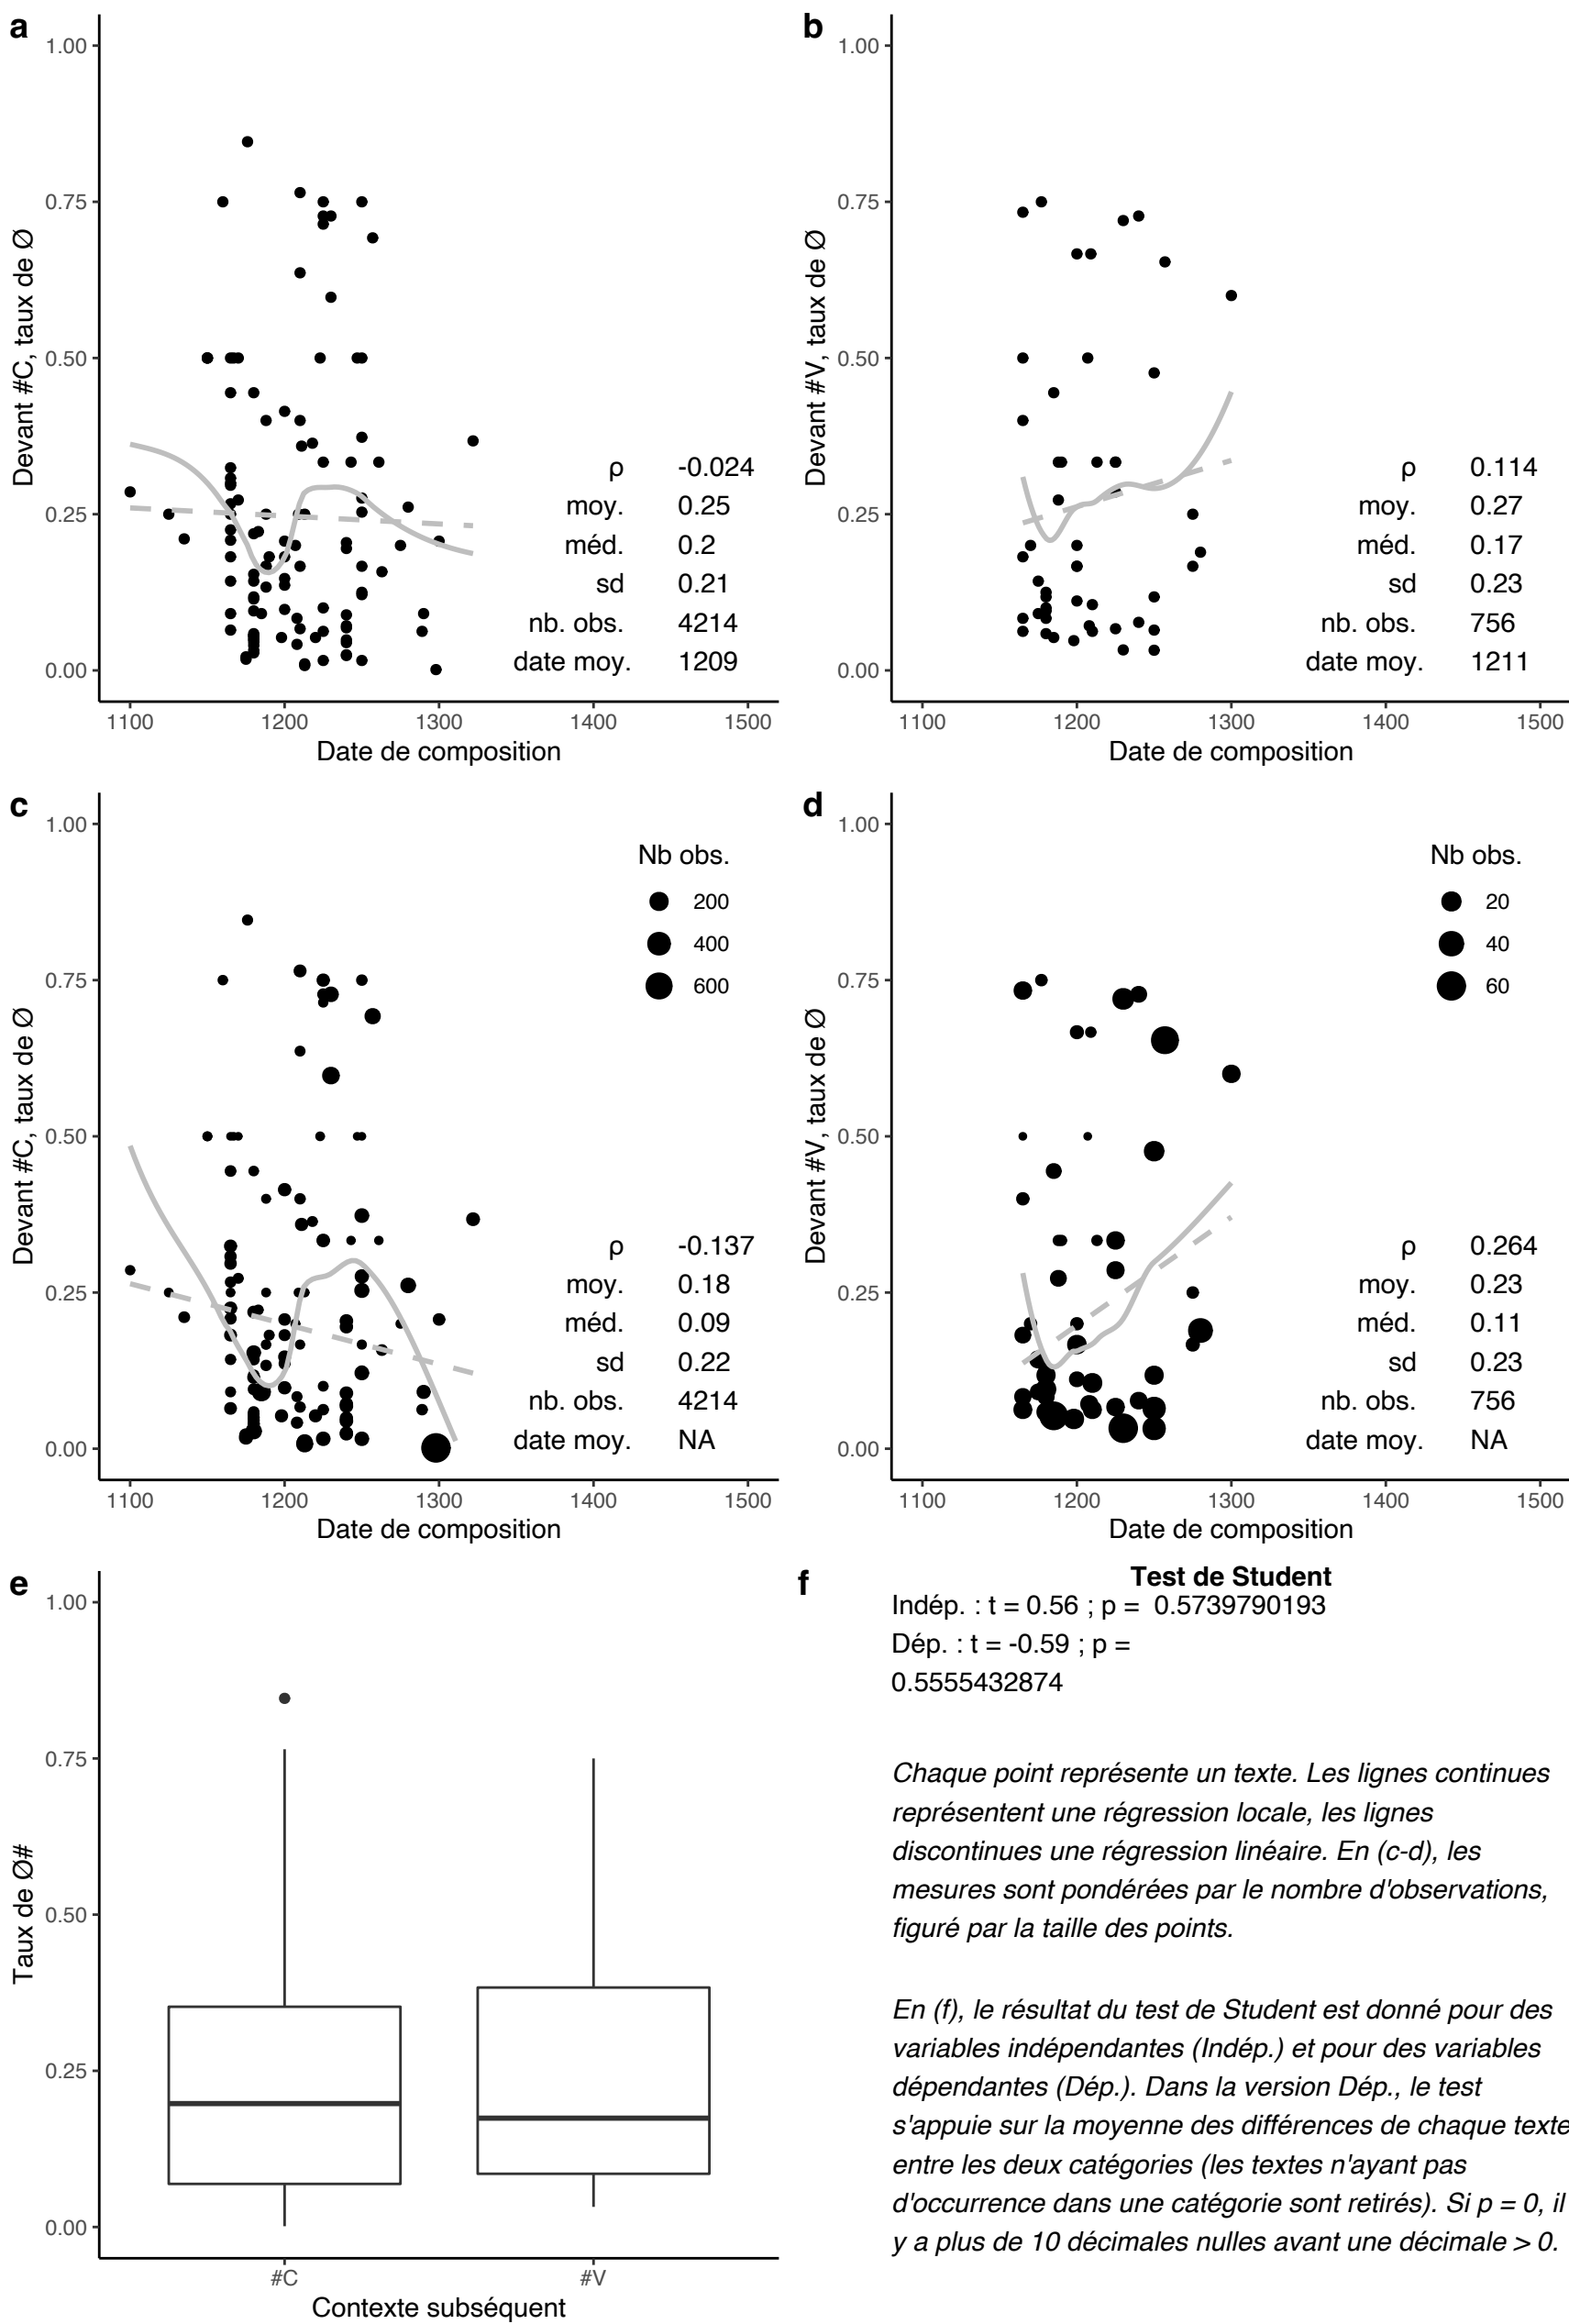 a
1.00
0.75
0.50
0.25
0.00
Devant #C, taux de Ø
ρ -0.024
moy. 0.25
méd. 0.2
sd 0.21
nb. obs. 4214
date moy. 1209
1100 1200 1300 1400 1500
Date de composition
b
1.00
0.75
0.50
0.25
0.00
Devant #V, taux de Ø
ρ 0.114
moy. 0.27
méd. 0.17
sd 0.23
nb. obs. 756
date moy. 1211
1100 1200 1300 1400 1500
Date de composition
c
1.00
0.75
0.50
0.25
0.00
Devant #C, taux de Ø
Nb obs.
200
400
600
ρ -0.137
moy. 0.18
méd. 0.09
sd 0.22
nb. obs. 4214
date moy. NA
1100 1200 1300 1400 1500
Date de composition
d
1.00
0.75
0.50
0.25
0.00
Devant #V, taux de Ø
Nb obs.
20
40
60
ρ 0.264
moy. 0.23
méd. 0.11
sd 0.23
nb. obs. 756
date moy. NA
1100 1200 1300 1400 1500
Date de composition
e
1.00
0.75
0.50
0.25
0.00
Taux de Ø#
#C #V
Contexte subséquent
f
Test de Student
Indép. : t = 0.56 ; p = 0.5739790193
Dép. : t = -0.59 ; p =
0.5555432874
Chaque point représente un texte. Les lignes continues
représentent une régression locale, les lignes
discontinues une régression linéaire. En (c-d), les
mesures sont pondérées par le nombre d'observations,
figuré par la taille des points.
En (f), le résultat du test de Student est donné pour des
variables indépendantes (Indép.) et pour des variables
dépendantes (Dép.). Dans la version Dép., le test
s'appuie sur la moyenne des différences de chaque texte
entre les deux catégories (les textes n'ayant pas
d'occurrence dans une catégorie sont retirés). Si p = 0, il
y a plus de 10 décimales nulles avant une décimale > 0.